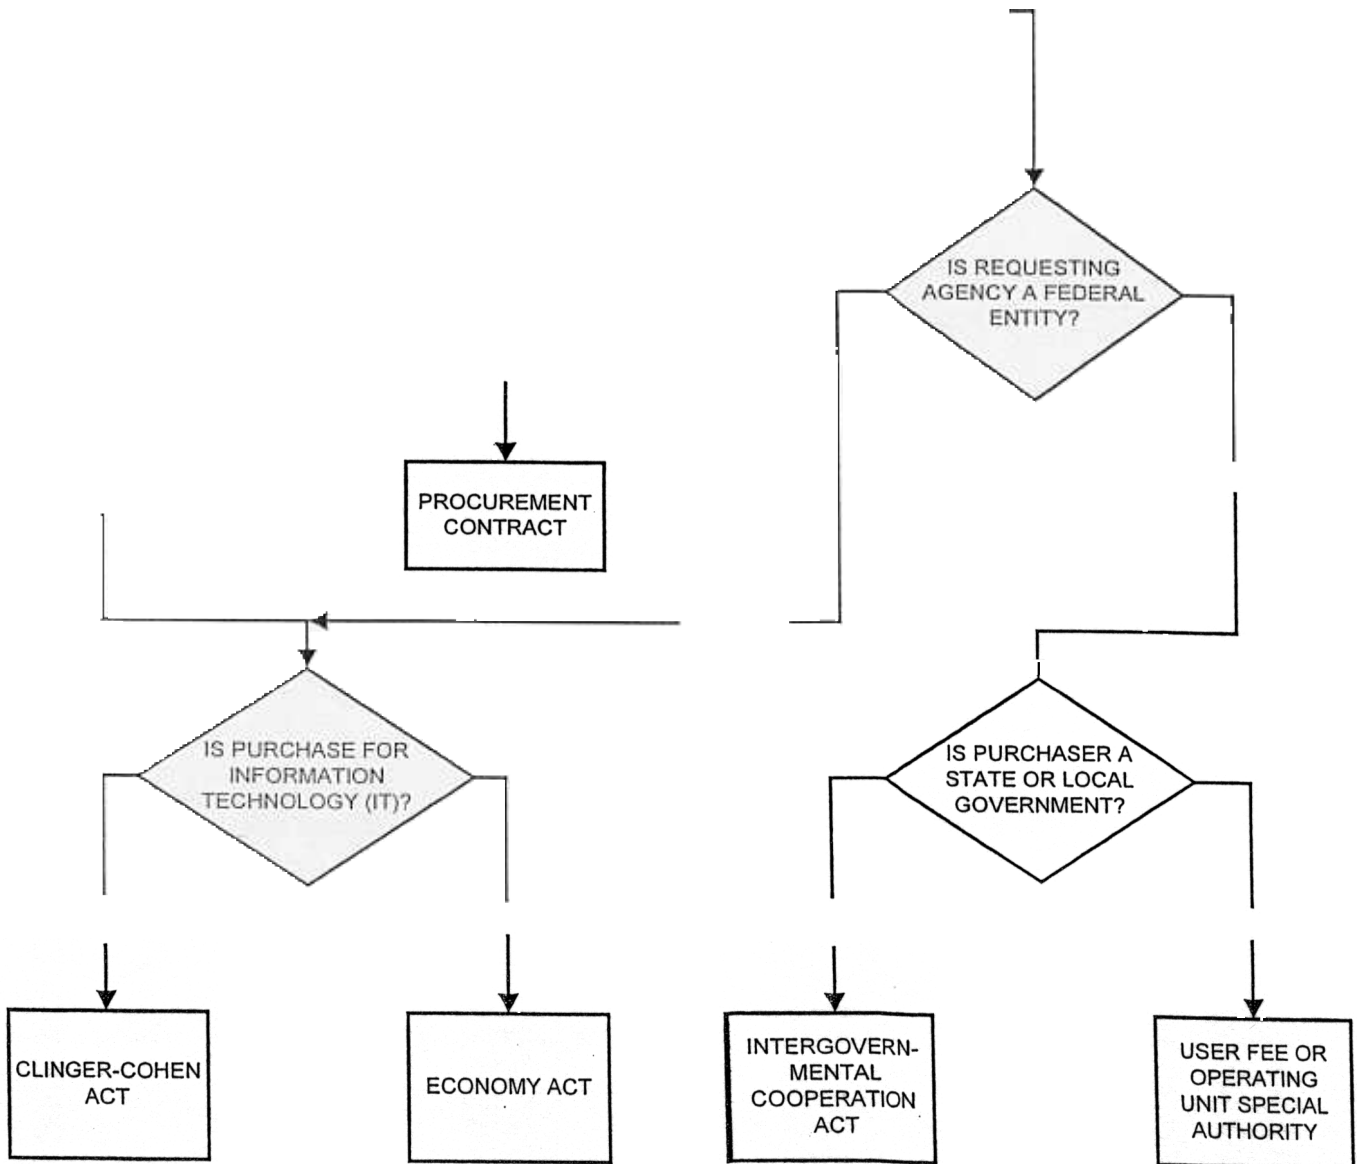 IS REQUESTING
AGENCY A FEDERAL
ENTITY?
PROCUREMENT
CONTRACT
IS PURCHASE FOR
INFORMATION
TECHNOLOGY (IT)?
IS PURCHASER A
STATE OR LOCAL
GOVERNMENT?
CLINGER-COHEN
ACT
ECONOMY ACT
INTERGOVERN-
MENTAL
COOPERATION
ACT
USER FEE OR
OPERATING
UNIT SPECIAL
AUTHORITY